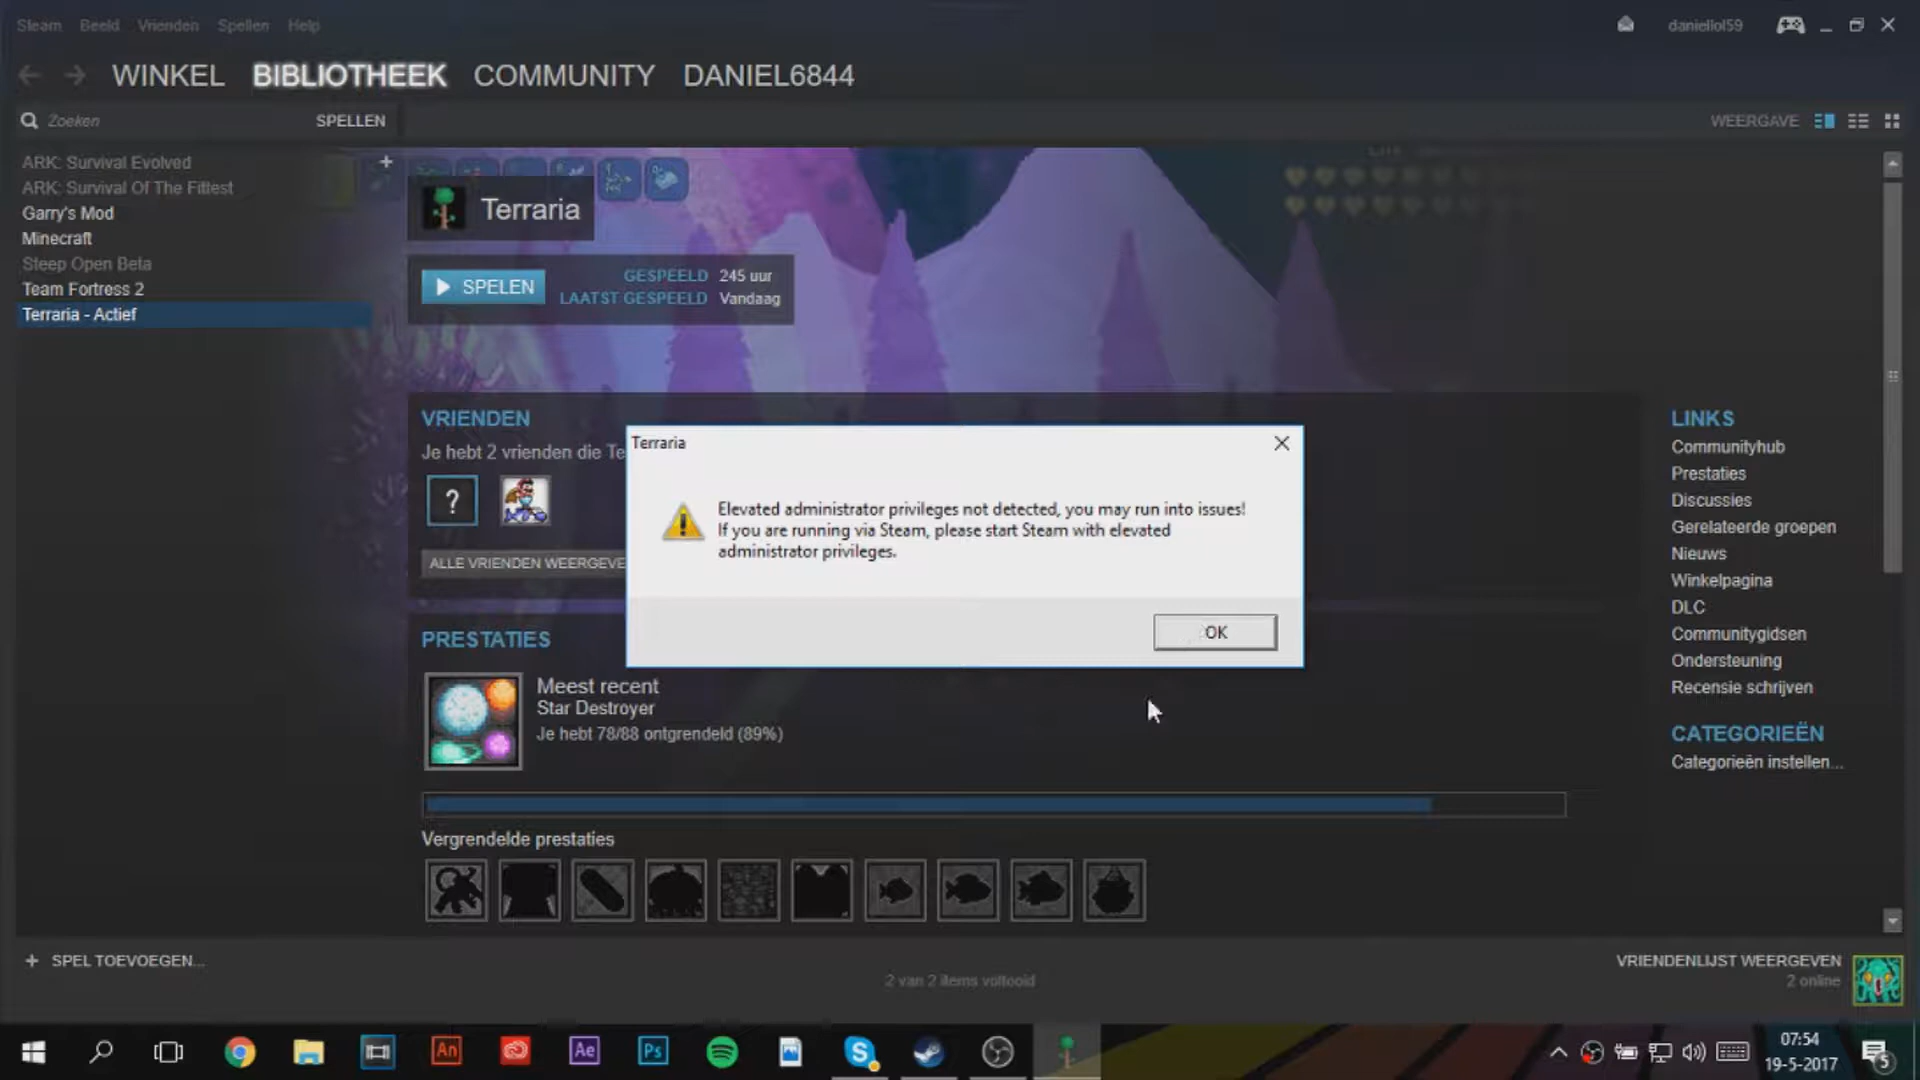 Steam Beeld Vrienden Spellen Help
daniellol59
WINKEL BIBLIOTHEEK COMMUNITY DANIEL6844
Zoeken SPELLEN
WEERGAVE
ARK: Survival Evolved
ARK: Survival Of The Fittest
Garry's Mod
Minecraft
Steep Open Beta
Team Fortress 2
Terraria - Actief
Terraria
SPELEN
GESPEELD 245 uur
LAATST GESPEELD Vandaag
VRIENDEN
Je hebt 2 vrienden die Te
?
ALLE VRIENDEN WEERGEVE
Terraria
Elevated administrator privileges not detected, you may run into issues!
If you are running via Steam, please start Steam with elevated
administrator privileges.
OK
PRESTATIES
Meest recent
Star Destroyer
Je hebt 78/88 ontgrendeld (89%)
Vergrendelde prestaties
LINKS
Communityhub
Prestaties
Discussies
Gerelateerde groepen
Nieuws
Winkelpagina
DLC
Communitygidsen
Ondersteuning
Recensie schrijven
CATEGORIEËN
Categorieën instellen...
+ SPEL TOEVOEGEN...
2 van 2 items voltooid
VRIENDENLIJST WEERGEVEN
2 online
An
Ae
Ps
07:54
19-5-2017
5